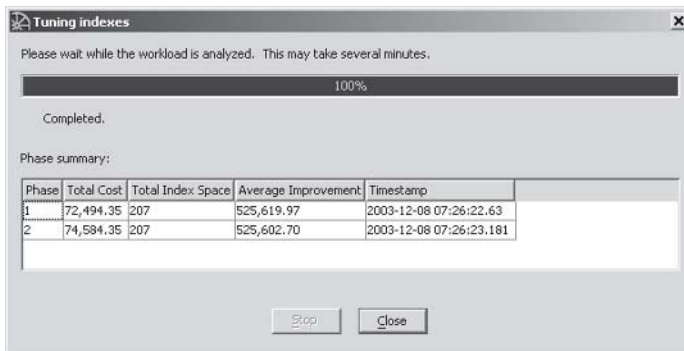 Tuning indexes
Please wait while the workload is analyzed. This may take several minutes.
100%
Completed.
Phase summary:
Phase Total Cost Total Index Space Average Improvement Timestamp
1 72,494.35 207 525,619.97 2003-12-08 07:26:22.63
2 74,584.35 207 525,602.70 2003-12-08 07:26:23.181
Stop Close